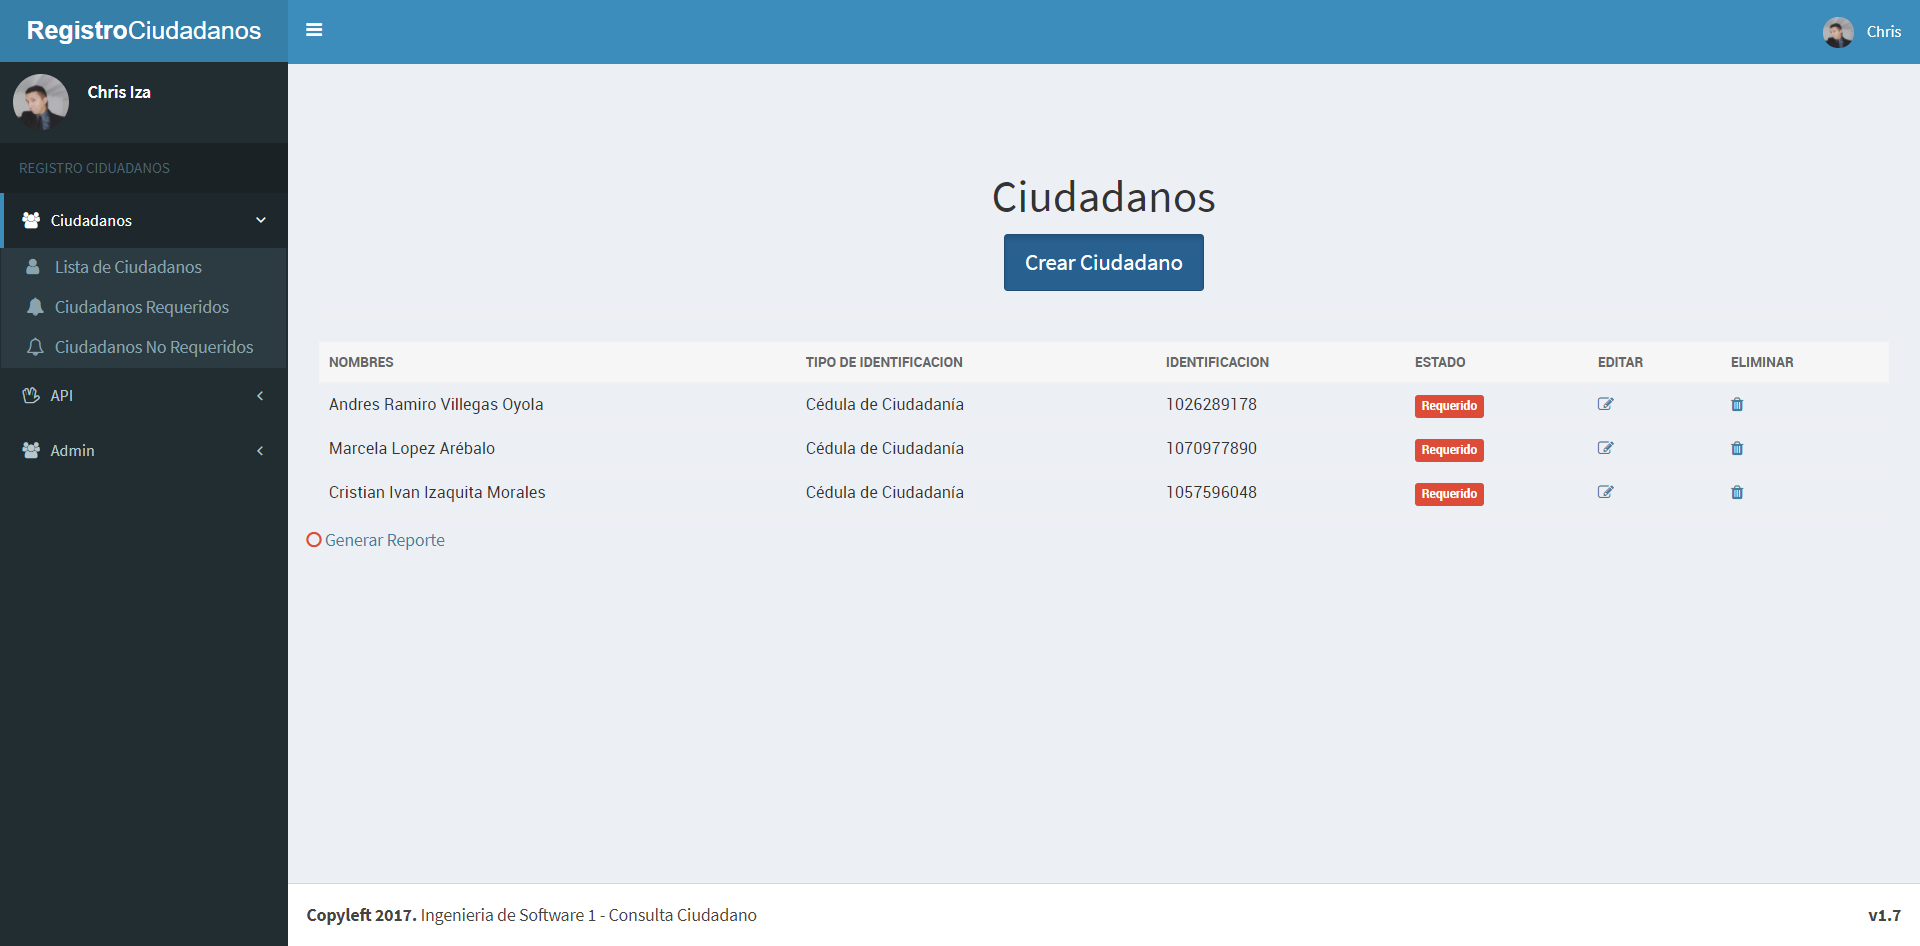 RegistroCiudadanos
Chris
Chris Iza
REGISTRO CIDUADANOS
Ciudadanos
Lista de Ciudadanos
Ciudadanos Requeridos
Ciudadanos No Requeridos
API
Admin
Ciudadanos
Crear Ciudadano
NOMBRES TIPO DE IDENTIFICACION IDENTIFICACION ESTADO EDITAR ELIMINAR
Andres Ramiro Villegas Oyola Cédula de Ciudadanía 1026289178 Requerido
Marcela Lopez Arébalo Cédula de Ciudadanía 1070977890 Requerido
Cristian Ivan Izaquita Morales Cédula de Ciudadanía 1057596048 Requerido
Generar Reporte
Copyleft 2017. Ingenieria de Software 1 - Consulta Ciudadano v1.7